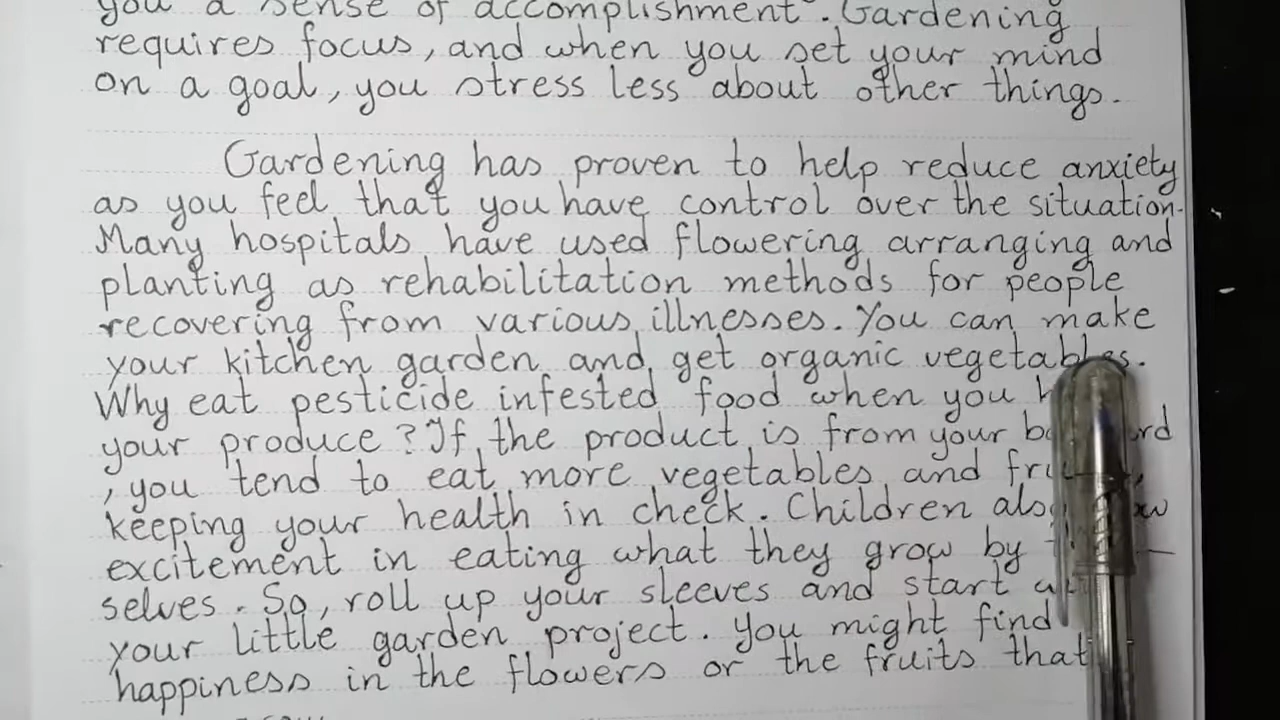 you a sense of accomplishment. Gardening
requires focus, and when you set your mind
on a goal, you stress less about other things.
Gardening has proven to help reduce anxiety
as you feel that you have control over the situation.
Many hospitals have used flowering arranging and
planting as rehabilitation methods for people
recovering from various illnesses. You can make
your kitchen garden and get organic vegetables.
Why eat pesticide infested food when you
your produce? If the product is from your
, you tend to eat more vegetables and
keeping your health in check. Children also
excitement in eating what they grow by
selves. So, roll up your sleeves and start
your little garden project. You might find
happiness in the flowers or the fruits that